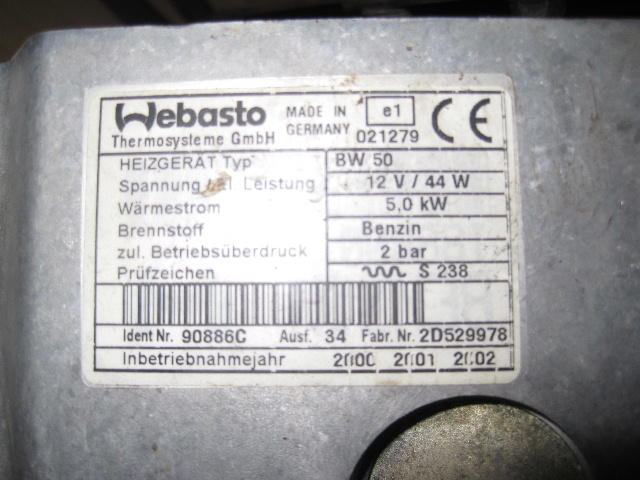 Webasto MADE IN e1 CE
Thermosysteme GmbH GERMANY 021279
HEIZGERÄT Typ BW 50
Spannung Leistung 12 V / 44 W
Wärmestrom 5,0 kW
Brennstoff Benzin
zul. Betriebsüberdruck 2 bar
Prüfzeichen S 238
Ident Nr. 90886C Ausf. 34 Fabr. Nr. 2D529978
Inbetriebnahmejahr 2000 2001 2002